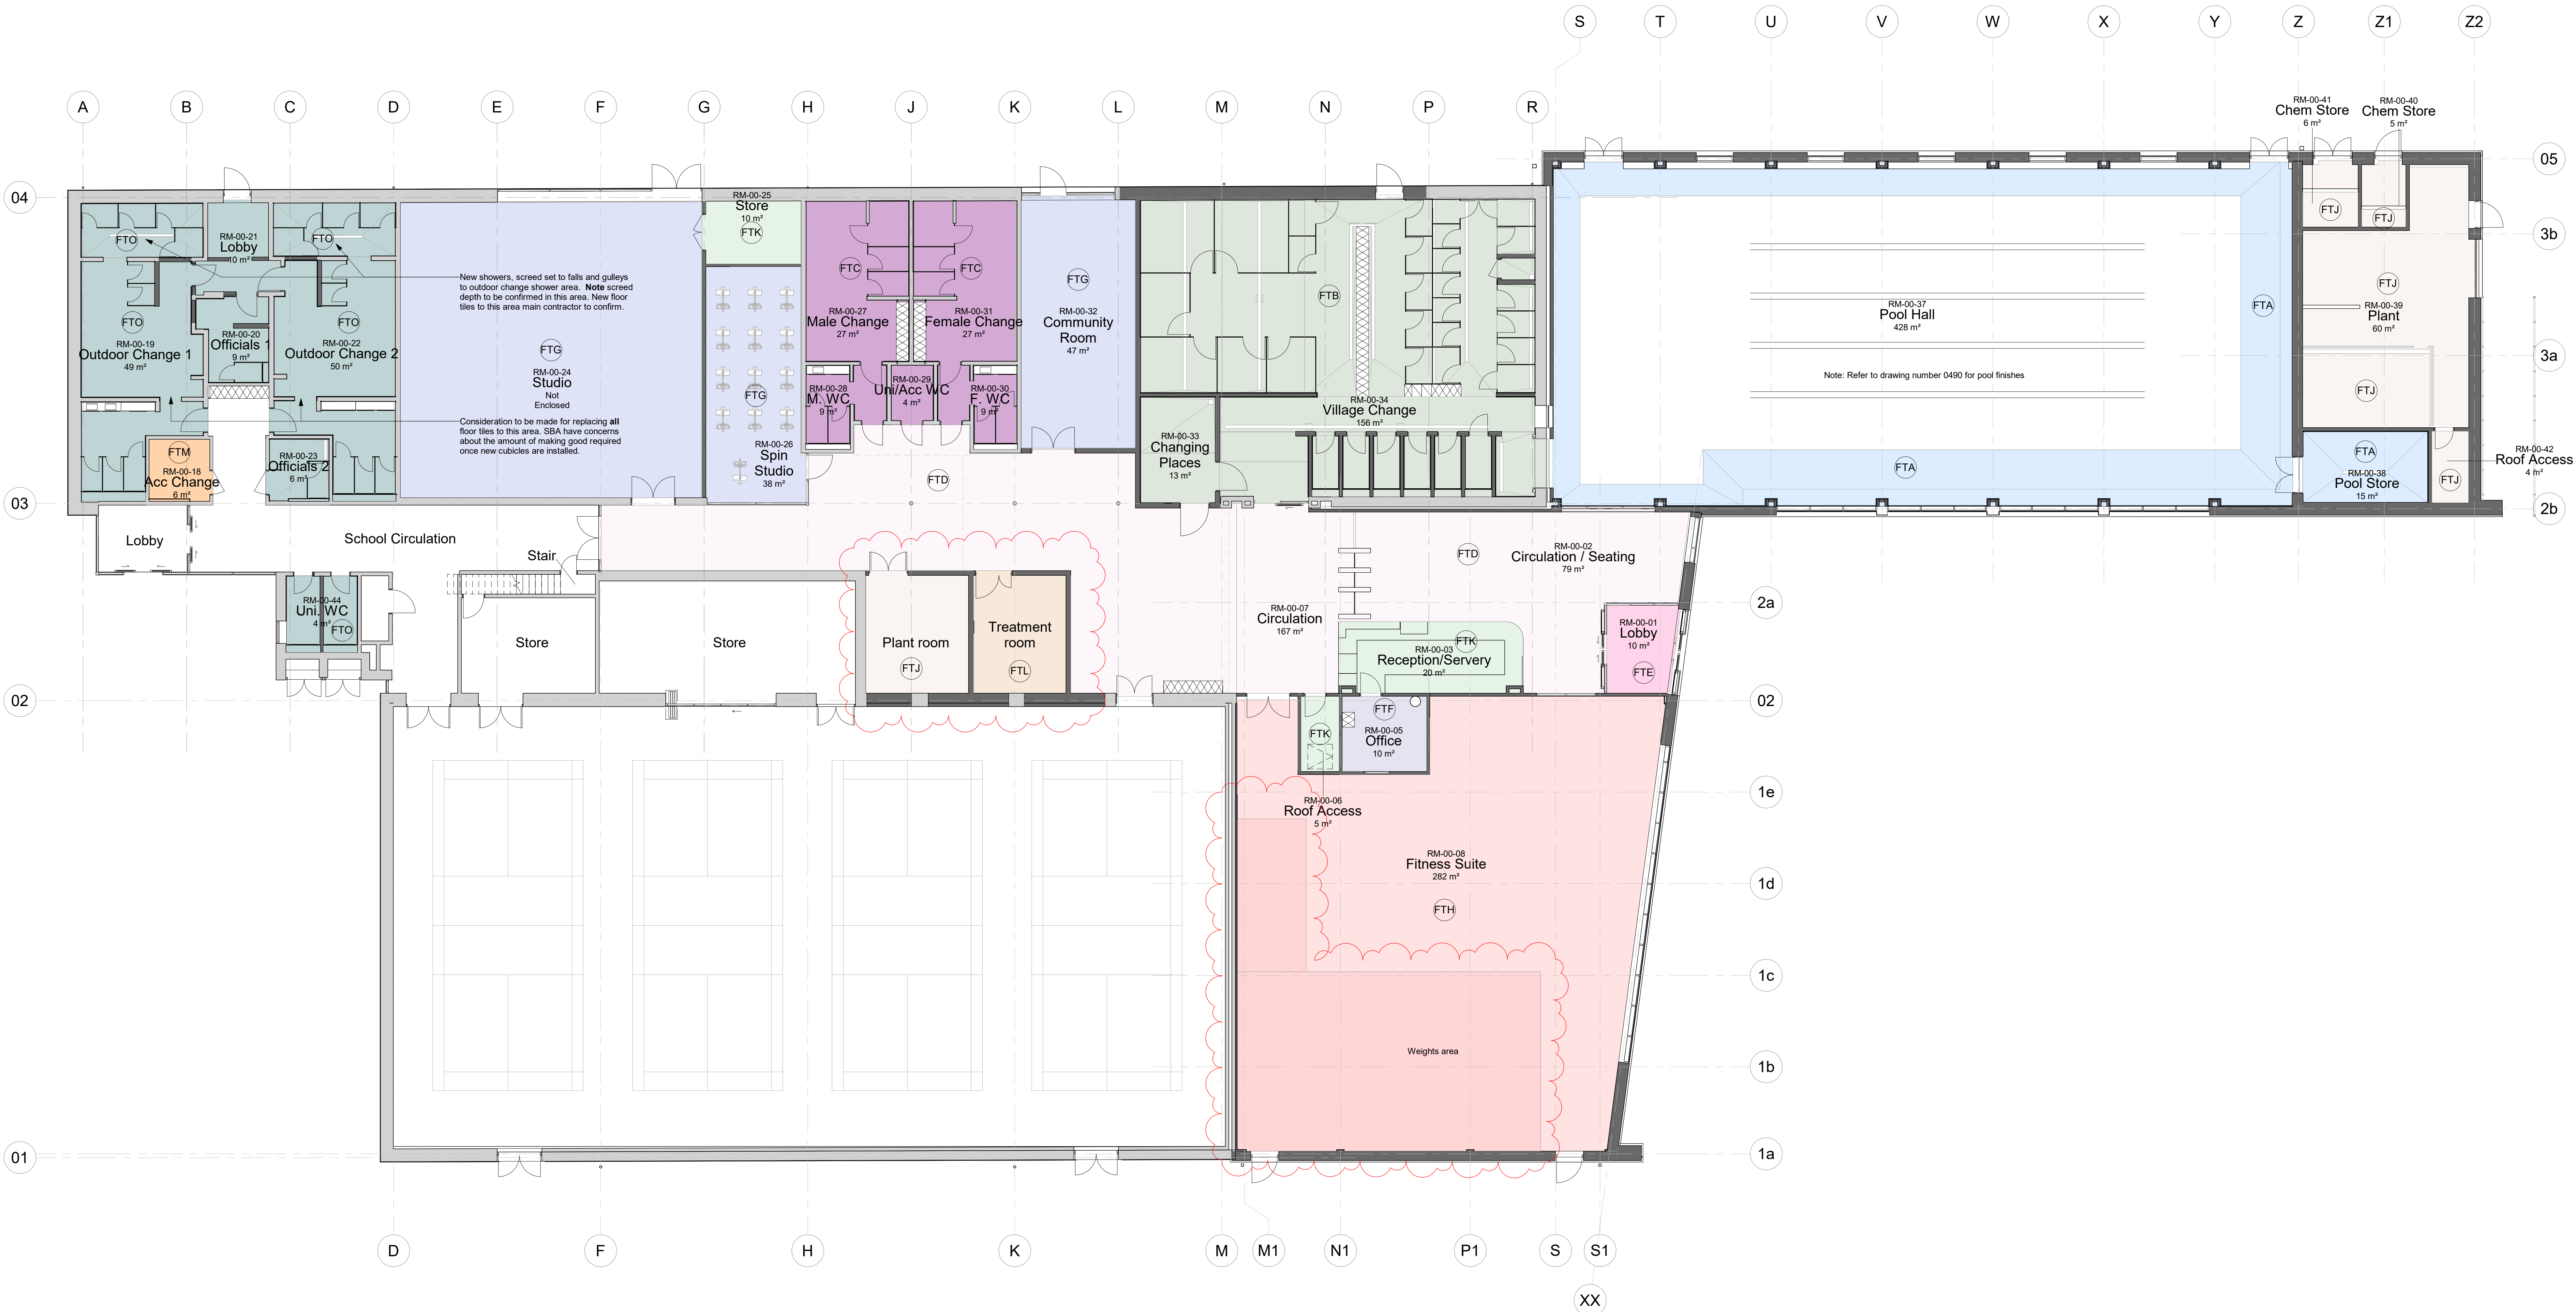 S
T
U
V
W
X
Y
Z
Z1
Z2
A
B
C
D
E
F
G
H
J
K
L
M
N
P
R
RM-00-41
Chem Store
6 m²
RM-00-40
Chem Store
5 m²
05
04
3b
3a
2b
03
02
01
FTO
RM-00-21
Lobby
10 m²
FTO
New showers, screed set to falls and gulleys
to outdoor change shower area. Note screed
depth to be confirmed in this area. New floor
tiles to this area main contractor to confirm.
FTO
RM-00-19
Outdoor Change 1
49 m²
RM-00-20
Officials 1
9 m²
FTO
RM-00-22
Outdoor Change 2
50 m²
FTG
RM-00-24
Studio
Not
Enclosed
Consideration to be made for replacing all
floor tiles to this area. SBA have concerns
about the amount of making good required
once new cubicles are installed.
FTM
RM-00-18
Acc Change
6 m²
RM-00-23
Officials 2
6 m²
RM-00-25
Store
10 m²
FTK
FTG
RM-00-26
Spin
Studio
38 m²
FTC
RM-00-27
Male Change
27 m²
FTC
RM-00-31
Female Change
27 m²
RM-00-28
M. WC
9 m²
RM-00-29
Uni/Acc WC
4 m²
RM-00-30
F. WC
9 m²
FTG
RM-00-32
Community
Room
47 m²
FTB
RM-00-34
Village Change
156 m²
RM-00-33
Changing
Places
13 m²
RM-00-37
Pool Hall
428 m²
Note: Refer to drawing number 0490 for pool finishes
FTA
FTA
FTJ
FTJ
FTJ
RM-00-39
Plant
60 m²
FTJ
FTA
RM-00-38
Pool Store
15 m²
FTJ
RM-00-42
Roof Access
4 m²
Lobby
School Circulation
Stair
FTD
RM-00-44
Uni. WC
4 m²
FTO
Store
Store
Plant room
FTJ
Treatment
room
FTL
FTD
RM-00-02
Circulation / Seating
79 m²
RM-00-07
Circulation
167 m²
FTK
RM-00-03
Reception/Servery
20 m²
RM-00-01
Lobby
10 m²
FTE
2a
02
FTK
FTF
RM-00-05
Office
10 m²
RM-00-06
Roof Access
5 m²
RM-00-08
Fitness Suite
282 m²
FTH
Weights area
1e
1d
1c
1b
1a
D
F
H
K
M
M1
N1
P1
S
S1
XX